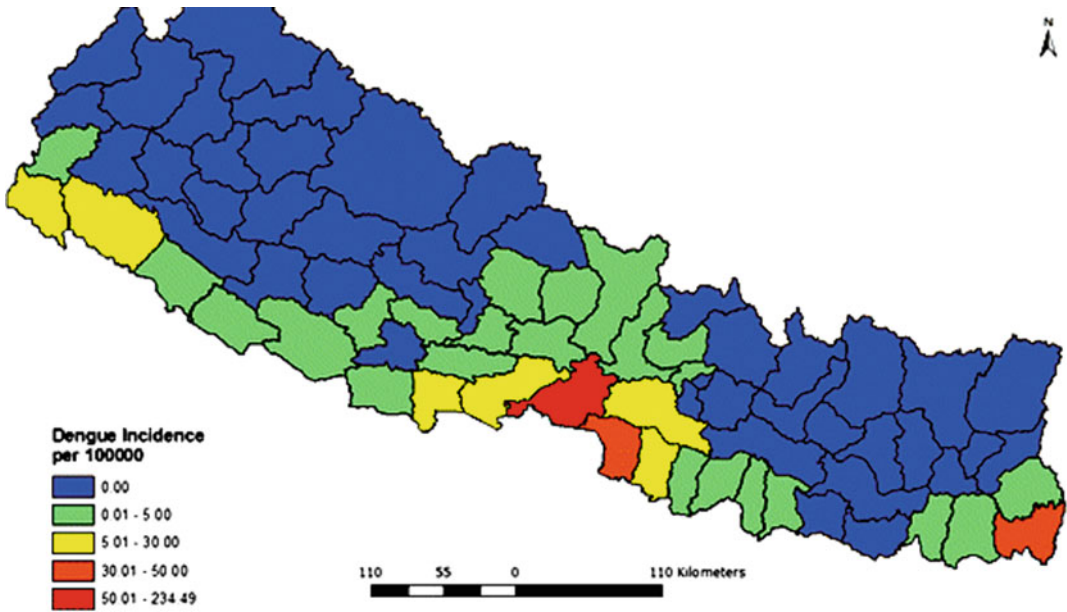 N
Dengue Incidence
per 100000
0.00
0 01 - 5 00
5 01 - 30 00
30 01 - 50 00
50 01 - 234 49
110 55 0 110 Kilometers